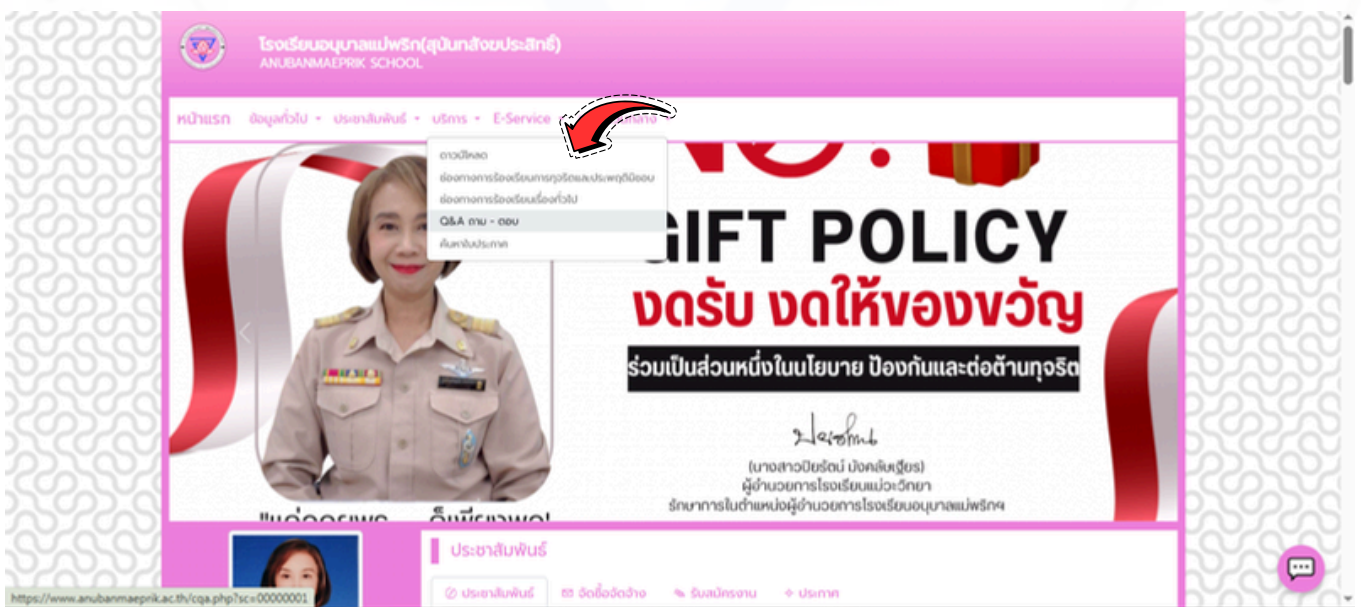 โรงเรียนอนุบาลแม่พริก(สุนันทสังฆประสิทธิ์)
ANUBANMAEPRIK SCHOOL
หน้าแรก ข้อมูลทั่วไป ประชาสัมพันธ์ บริการ E-Service
ดาวน์โหลด
ช่องทางการร้องเรียนการทุจริตและประพฤติมิชอบ
ช่องทางการร้องเรียนเรื่องทั่วไป
Q&A ถาม - ตอบ
ค้นหาใบประกาศ
GIFT POLICY
งดรับ งดให้ของขวัญ
ร่วมเป็นส่วนหนึ่งในนโยบาย ป้องกันและต่อต้านทุจริต
(นางสาวปิยรัตน์ มังคลัษเฐียร)
ผู้อำนวยการโรงเรียนแม่วะวิทยา
รักษาการในตำแหน่งผู้อำนวยการโรงเรียนอนุบาลแม่พริกฯ
ประชาสัมพันธ์
ประชาสัมพันธ์ จัดซื้อจัดจ้าง รับสมัครงาน ประกาศ
https://www.anubanmaeprik.ac.th/cqa.php?sc=00000001